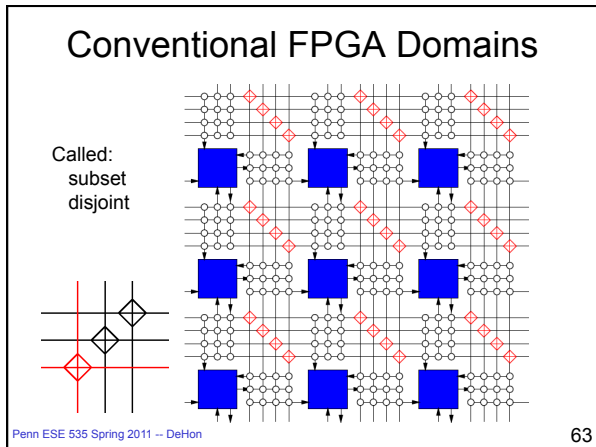 Conventional FPGA Domains
Called:
subset
disjoint
Penn ESE 535 Spring 2011 -- DeHon
63